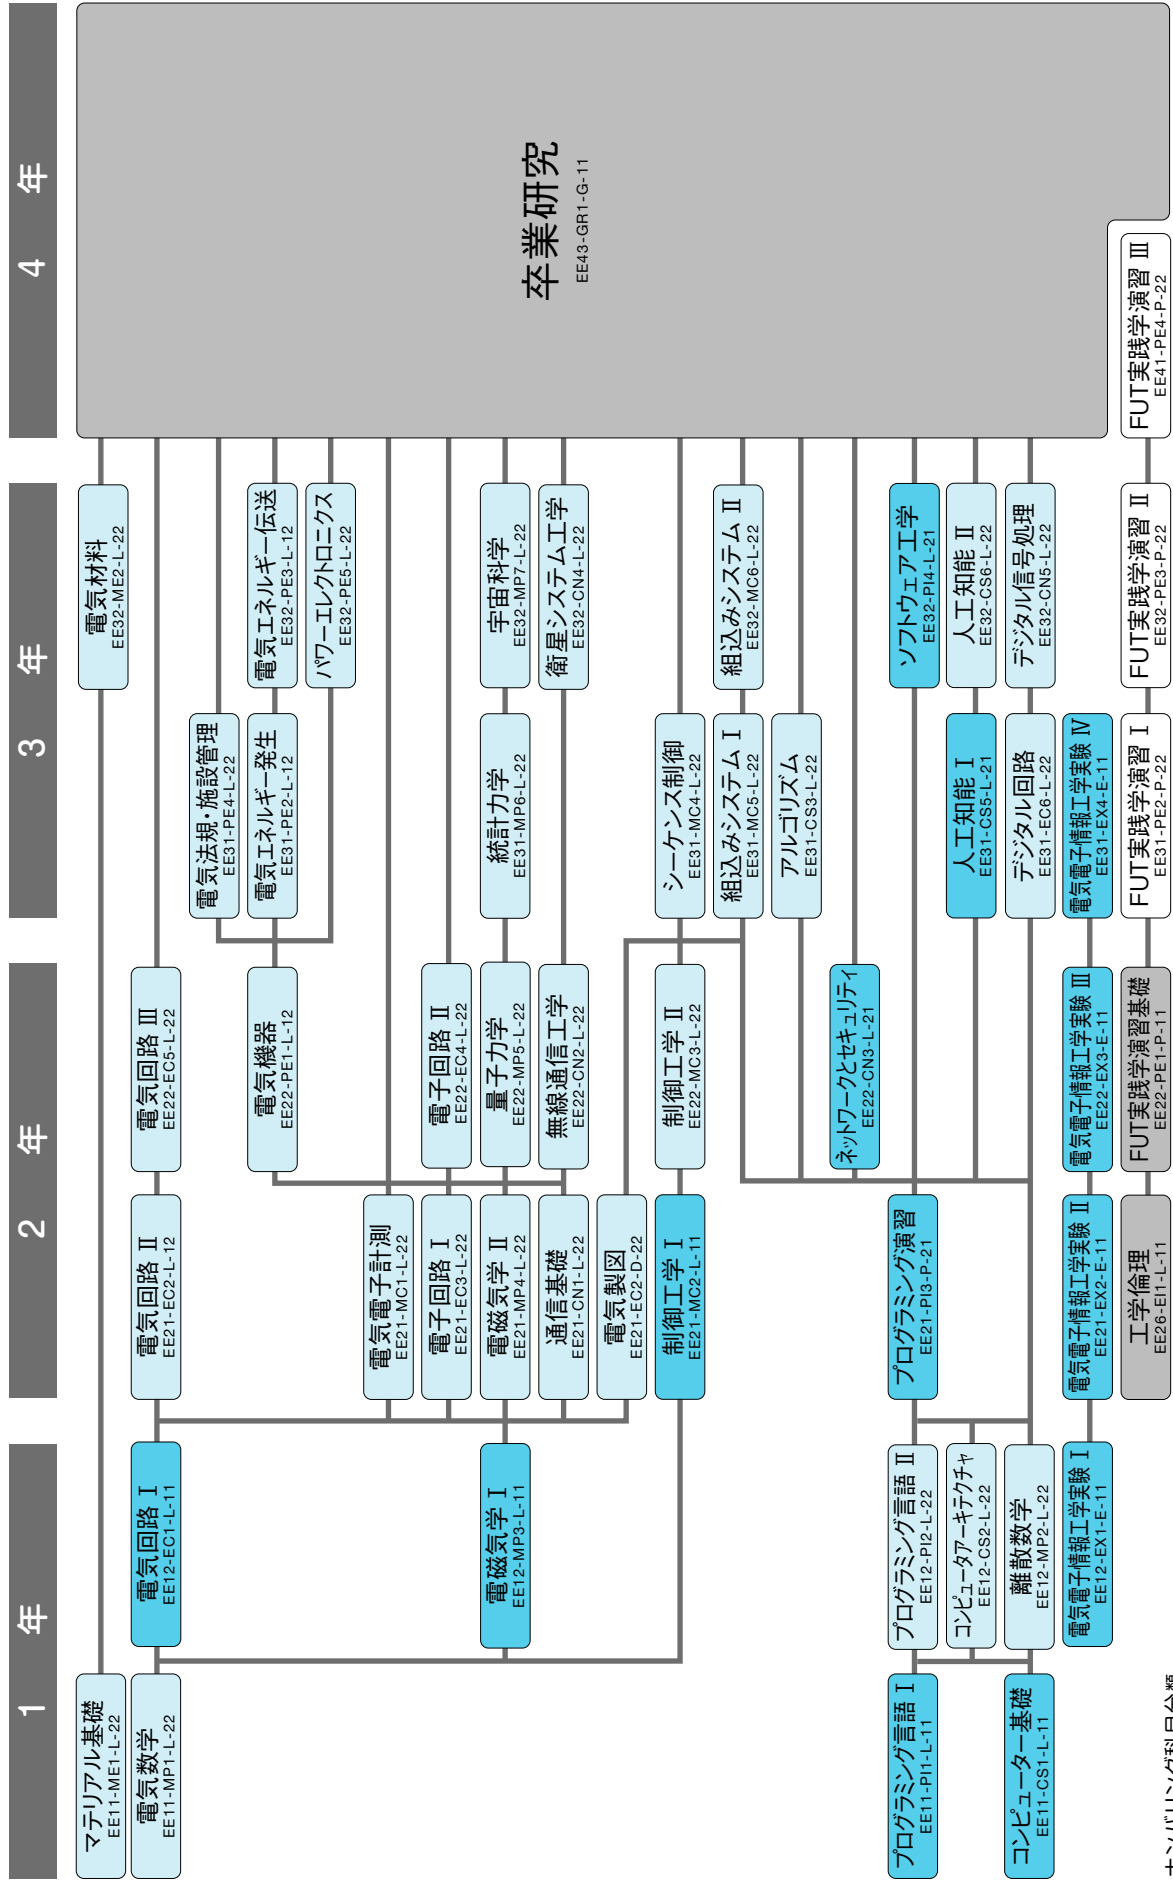 1 年
2 年
3 年
4 年
マテリアル基礎
EE11-ME1-L-22
電気材料
EE32-ME2-L-22
電気数学
EE11-MP1-L-22
電気回路 Ⅰ
EE12-EC1-L-11
電気回路 Ⅱ
EE21-EC2-L-12
電気回路 Ⅲ
EE22-EC5-L-22
電気法規・施設管理
EE31-PE4-L-22
電気機器
EE22-PE1-L-12
電気エネルギー発生
EE31-PE2-L-12
電気エネルギー伝送
EE32-PE3-L-12
パワーエレクトロニクス
EE32-PE5-L-22
電気電子計測
EE21-MC1-L-22
電子回路 Ⅰ
EE21-EC3-L-22
電子回路 Ⅱ
EE22-EC4-L-22
電磁気学 Ⅰ
EE12-MP3-L-11
電磁気学 Ⅱ
EE21-MP4-L-22
量子力学
EE22-MP5-L-22
統計力学
EE31-MP6-L-22
宇宙科学
EE32-MP7-L-22
通信基礎
EE21-CN1-L-22
無線通信工学
EE22-CN2-L-22
衛星システム工学
EE32-CN4-L-22
電気製図
EE21-EC2-D-22
制御工学 Ⅰ
EE21-MC2-L-11
制御工学 Ⅱ
EE22-MC3-L-22
シーケンス制御
EE31-MC4-L-22
組込みシステム Ⅰ
EE31-MC5-L-22
組込みシステム Ⅱ
EE32-MC6-L-22
アルゴリズム
EE31-CS3-L-22
ネットワークとセキュリティ
EE22-CN3-L-21
プログラミング言語 Ⅰ
EE11-PI1-L-11
プログラミング言語 Ⅱ
EE12-PI2-L-22
プログラミング演習
EE21-PI3-P-21
ソフトウェア工学
EE32-PI4-L-21
コンピュータアーキテクチャ
EE12-CS2-L-22
人工知能 Ⅰ
EE31-CS5-L-21
人工知能 Ⅱ
EE32-CS6-L-22
コンピューター基礎
EE11-CS1-L-11
離散数学
EE12-MP2-L-22
デジタル回路
EE31-EC6-L-22
デジタル信号処理
EE32-CN5-L-22
電気電子情報工学実験 Ⅰ
EE12-EX1-E-11
電気電子情報工学実験 Ⅱ
EE21-EX2-E-11
電気電子情報工学実験 Ⅲ
EE22-EX3-E-11
電気電子情報工学実験 Ⅳ
EE31-EX4-E-11
工学倫理
EE26-EI1-L-11
FUT実践学演習基礎
EE22-PE1-P-11
FUT実践学演習 Ⅰ
EE31-PE2-P-22
FUT実践学演習 Ⅱ
EE32-PE3-P-22
FUT実践学演習 Ⅲ
EE41-PE4-P-22
卒業研究
EE43-GR1-G-11